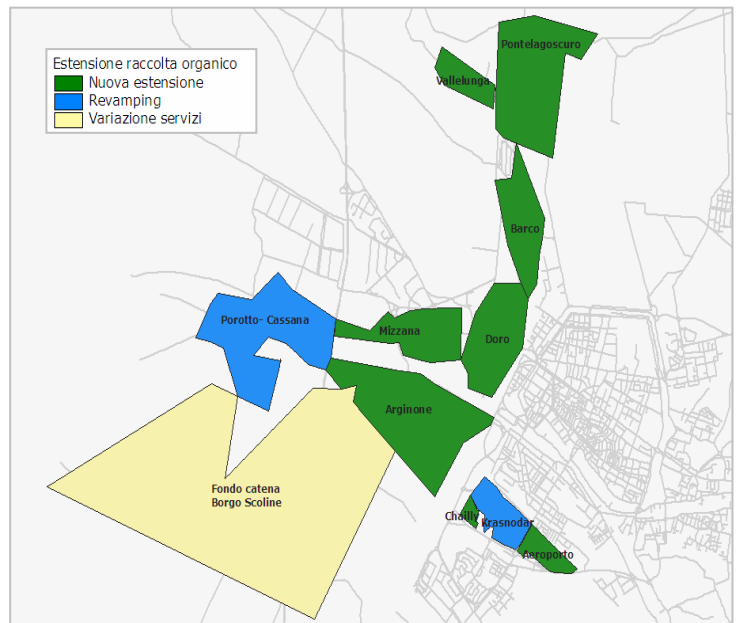 Estensione raccolta organico
Nuova estensione
Revamping
Variazione servizi
Pontelagoscuro
Vallelunga
Barco
Porotto- Cassana
Mizzana
Doro
Arginone
Fondo catena
Borgo Scoline
Chailly
Krasnodar
Aeroporto